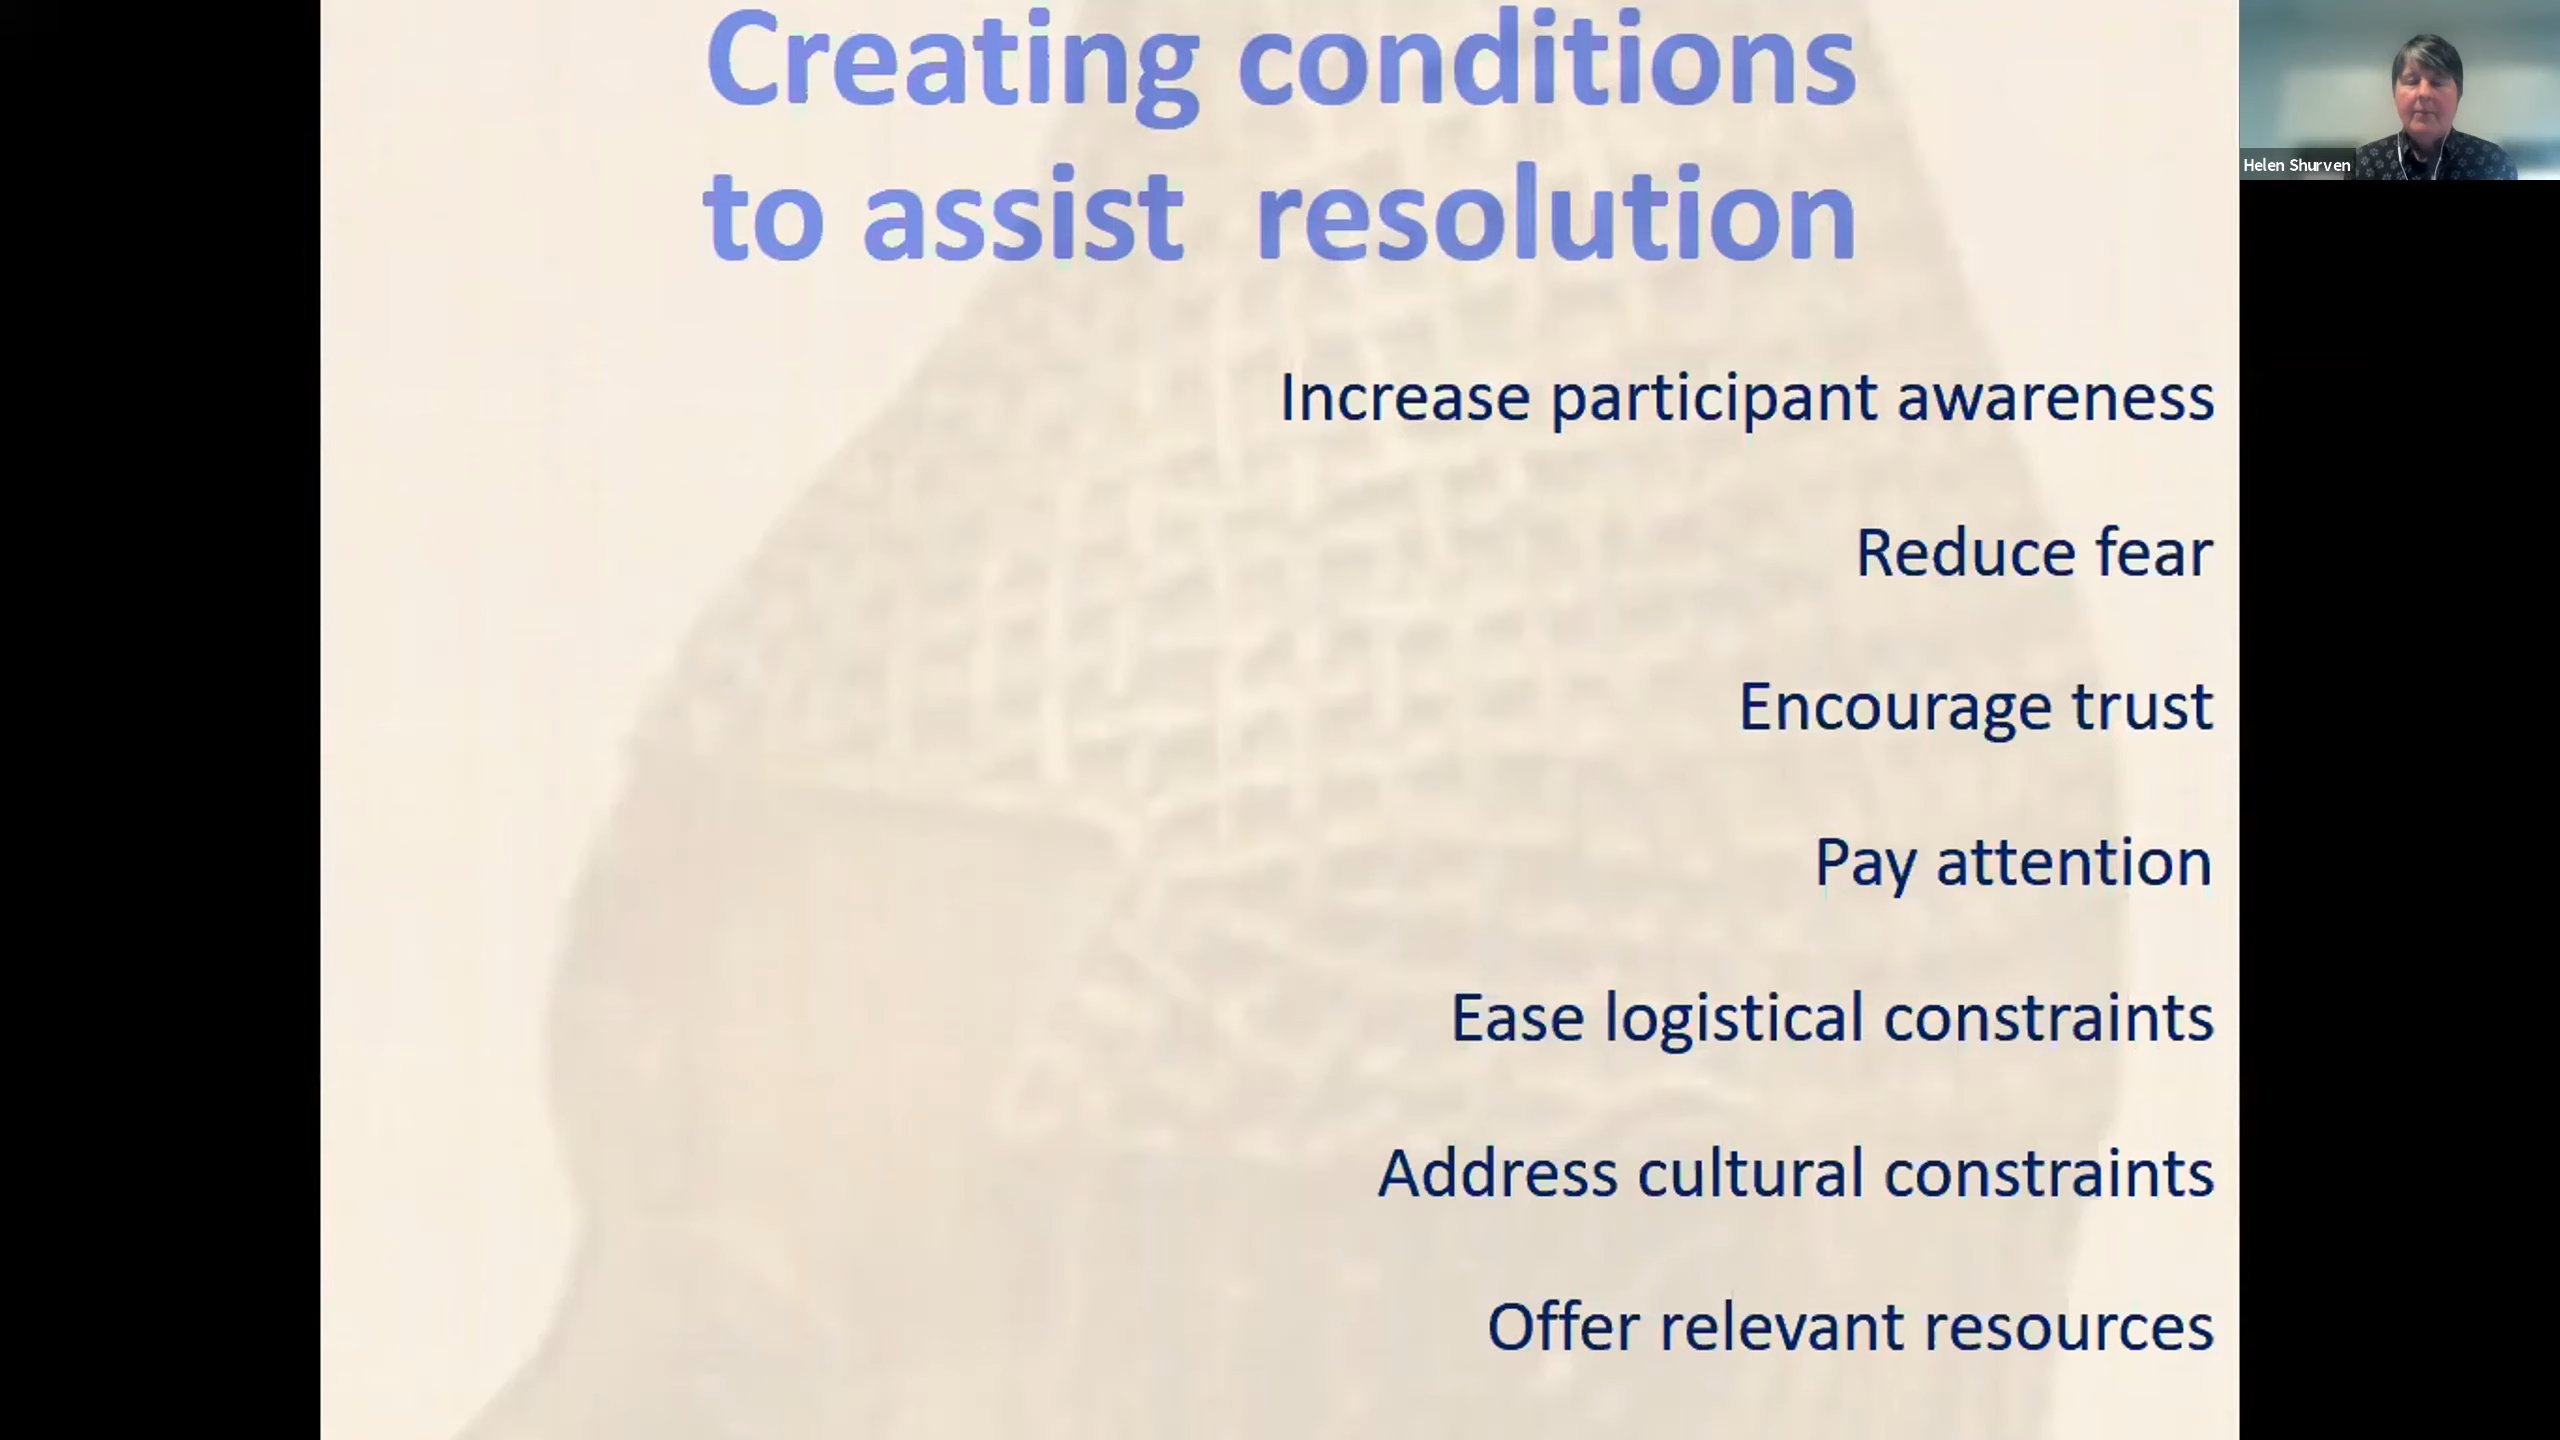 Creating conditions
to assist  resolution
Helen Shurven
Increase participant awareness
Reduce fear
Encourage trust
Pay attention
Ease logistical constraints
Address cultural constraints
Offer relevant resources